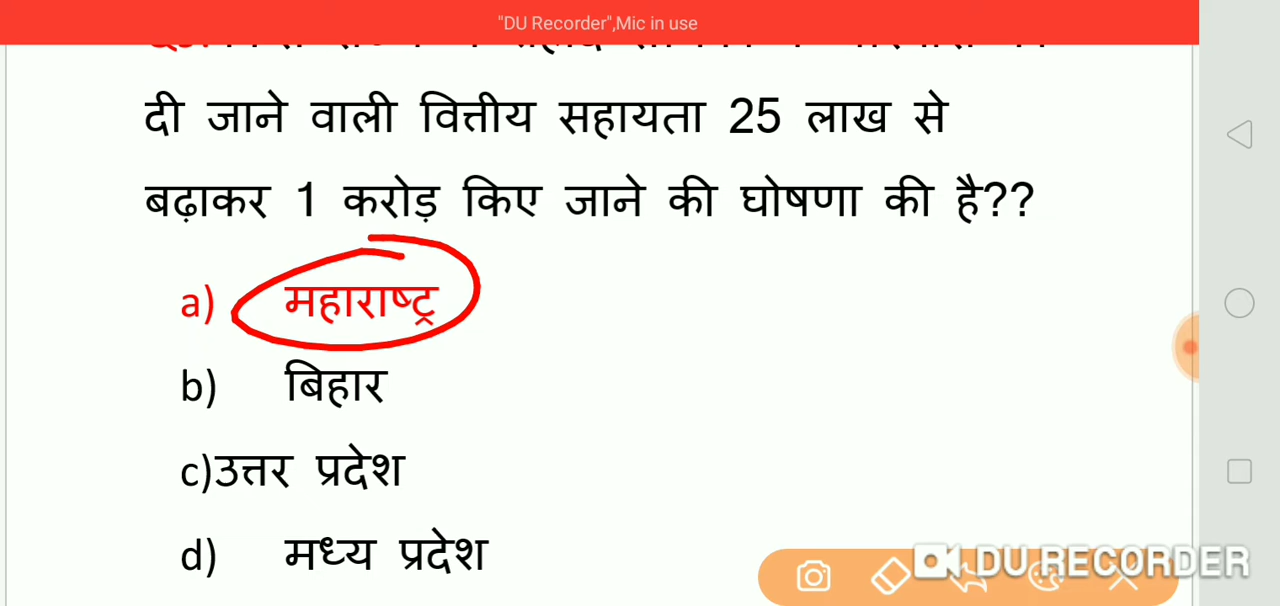 "DU Recorder",Mic in use
दी जाने वाली वित्तीय सहायता 25 लाख से
बढ़ाकर 1 करोड़ किए जाने की घोषणा की है??
a) महाराष्ट्र
b) बिहार
c)उत्तर प्रदेश
d) मध्य प्रदेश
DU RECORDER